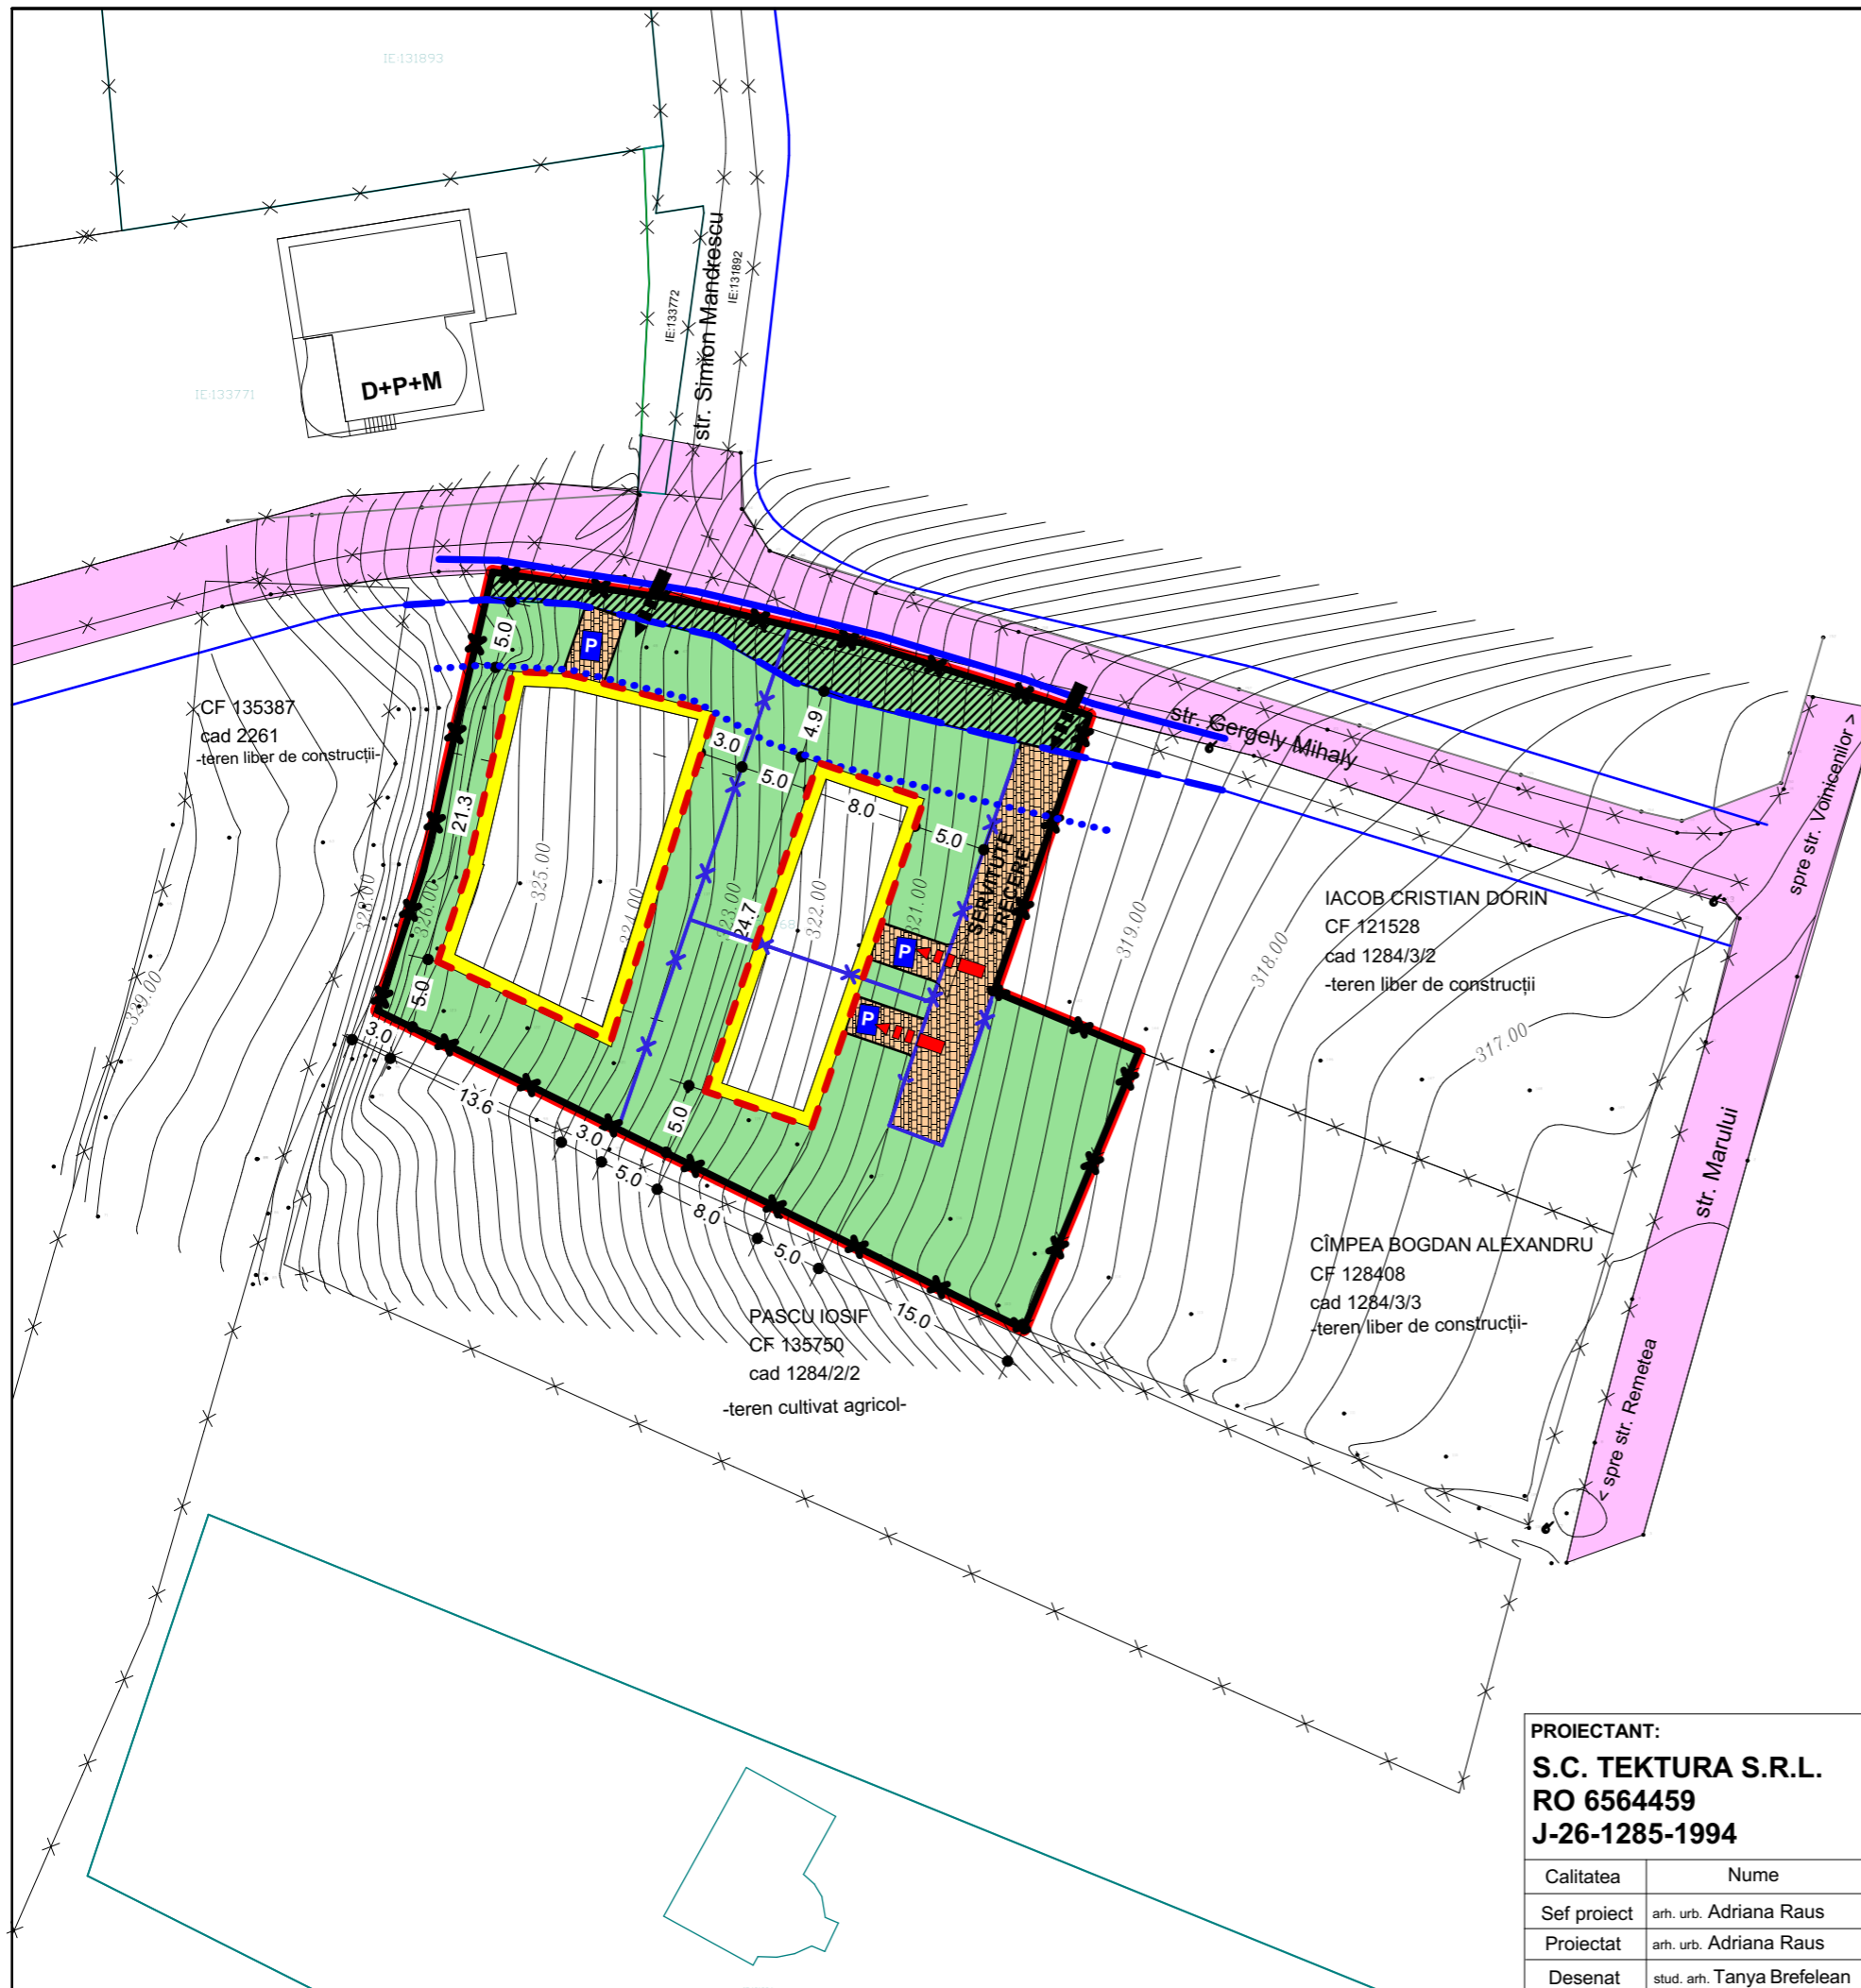 IE:131893
str. Simion Mandrescu
IE:131892
IE:133772
D+P+M
IE:133771
P
5.0
CF 135387
cad 2261
-teren liber de construcții-
str. Gergely Mihaly
spre str. Voinicenilor >
4.9
3.0
5.0
8.0
5.0
21.3
SERVITUTE
TRECERE
325.00
324.00
323.00
322.00
321.00
326.00
328.00
329.00
24.7
319.00
318.00
317.00
IACOB CRISTIAN DORIN
CF 121528
cad 1284/3/2
-teren liber de construcții
P
P
5.0
3.0
13.6
3.0
5.0
5.0
8.0
5.0
15.0
str. Marului
CÎMPEA BOGDAN ALEXANDRU
CF 128408
cad 1284/3/3
-teren liber de construcții-
PASCU IOSIF
CF 135750
cad 1284/2/2
-teren cultivat agricol-
< spre str. Remetea
PROIECTANT:
S.C. TEKTURA S.R.L.
RO 6564459
J-26-1285-1994
Calitatea Nume
Sef proiect arh. urb. Adriana Raus
Proiectat arh. urb. Adriana Raus
Desenat stud. arh. Tanya Brefelean